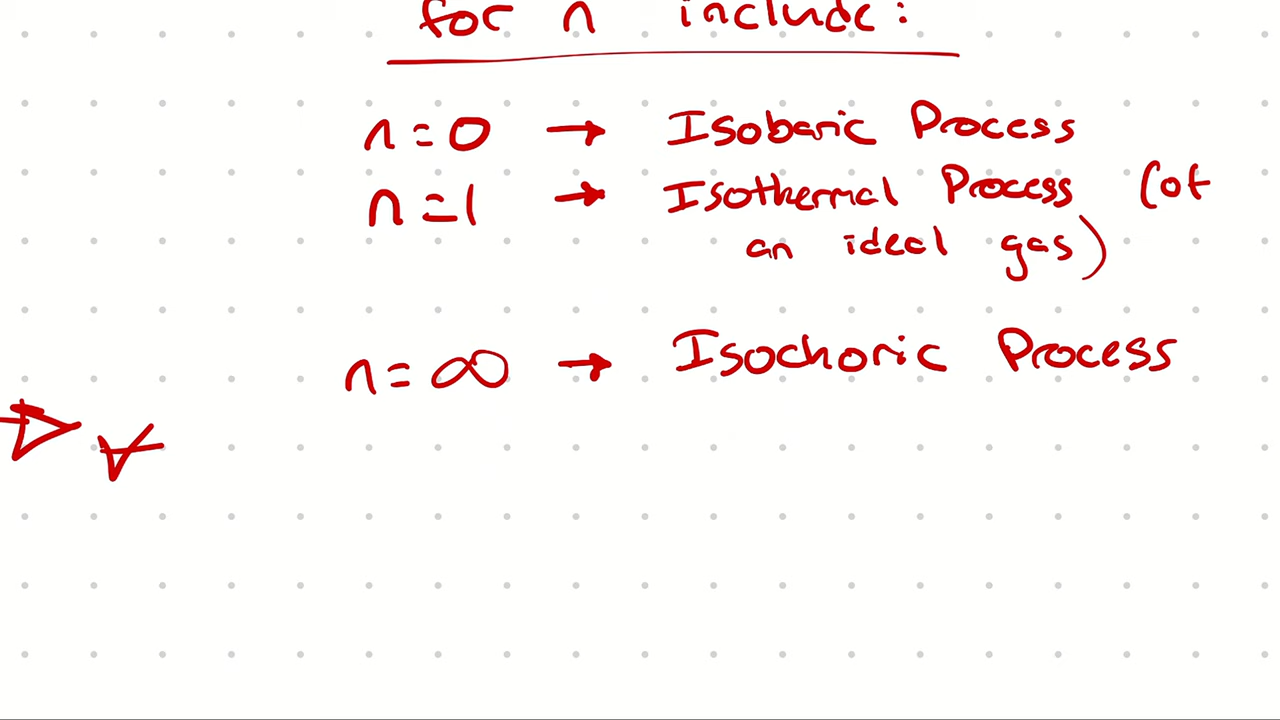 for n include:
n=0 → Isobaric Process
n=1 → Isothermal Process (of
an ideal gas)
n=∞ → Isochoric Process
V